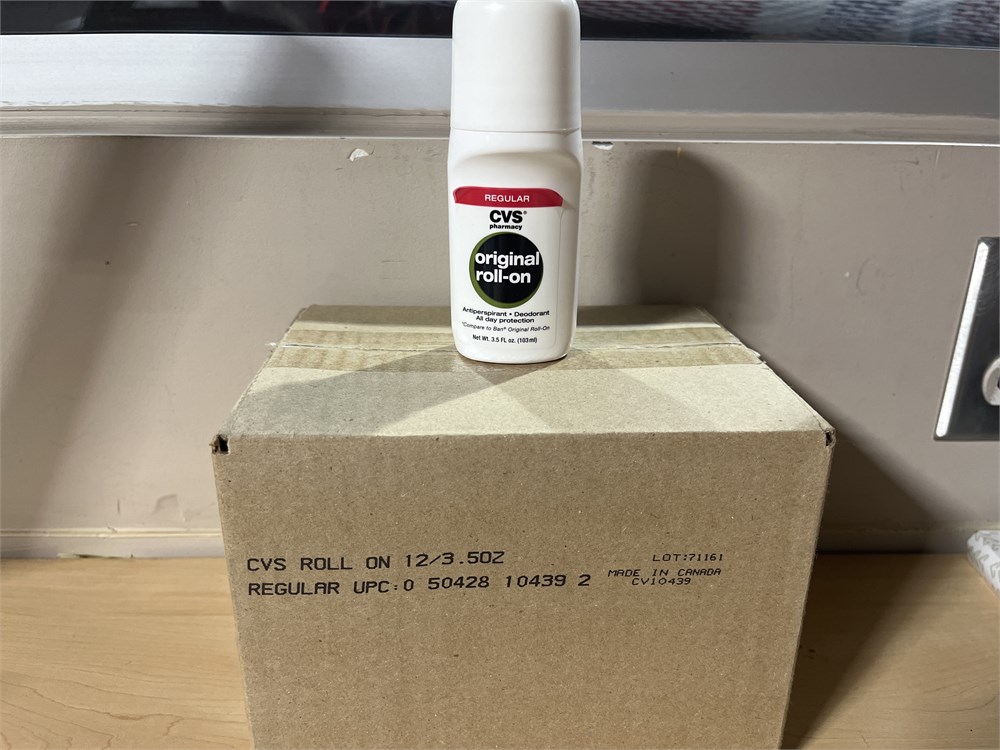 REGULAR
CVS®
pharmacy
original
roll-on
Antiperspirant • Deodorant
All day protection
*Compare to Ban® Original Roll-On
Net Wt. 3.5 FL oz. (103ml)
CVS ROLL ON 12/3.5OZ
REGULAR UPC:0 50428 10439 2
LOT:71161
MADE IN CANADA
CV10439